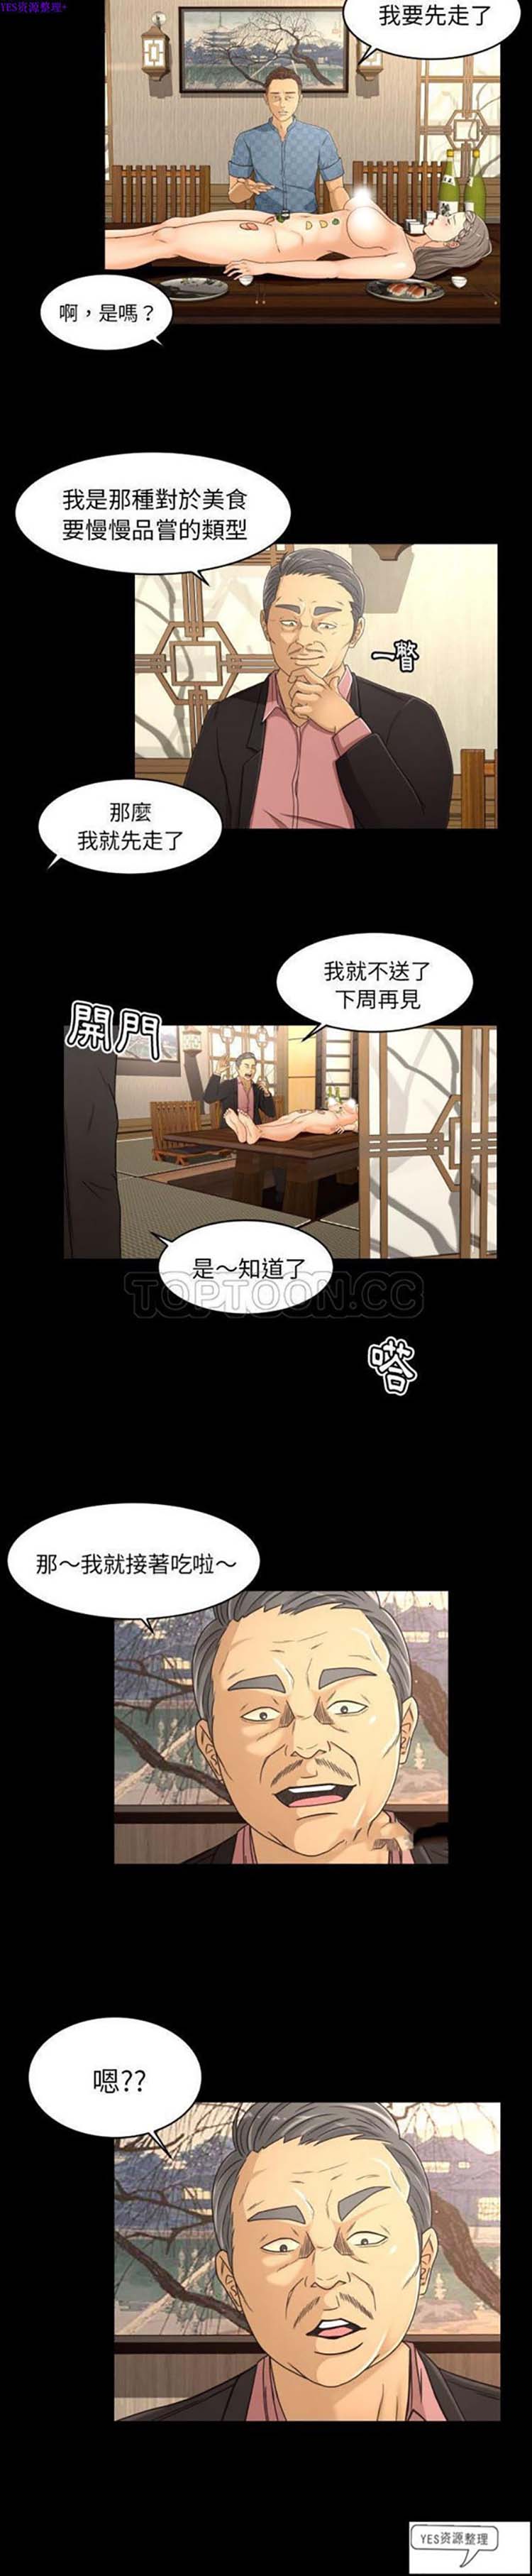 YES资源整理+
我要先走了
啊，是嗎？
我是那種對於美食
要慢慢品嘗的類型
一瞥
那麼
我就先走了
我就不送了
下周再見
開門
是～知道了
TOPTOON.CC
嗒
那～我就接著吃啦～
嗯??
YES资源整理